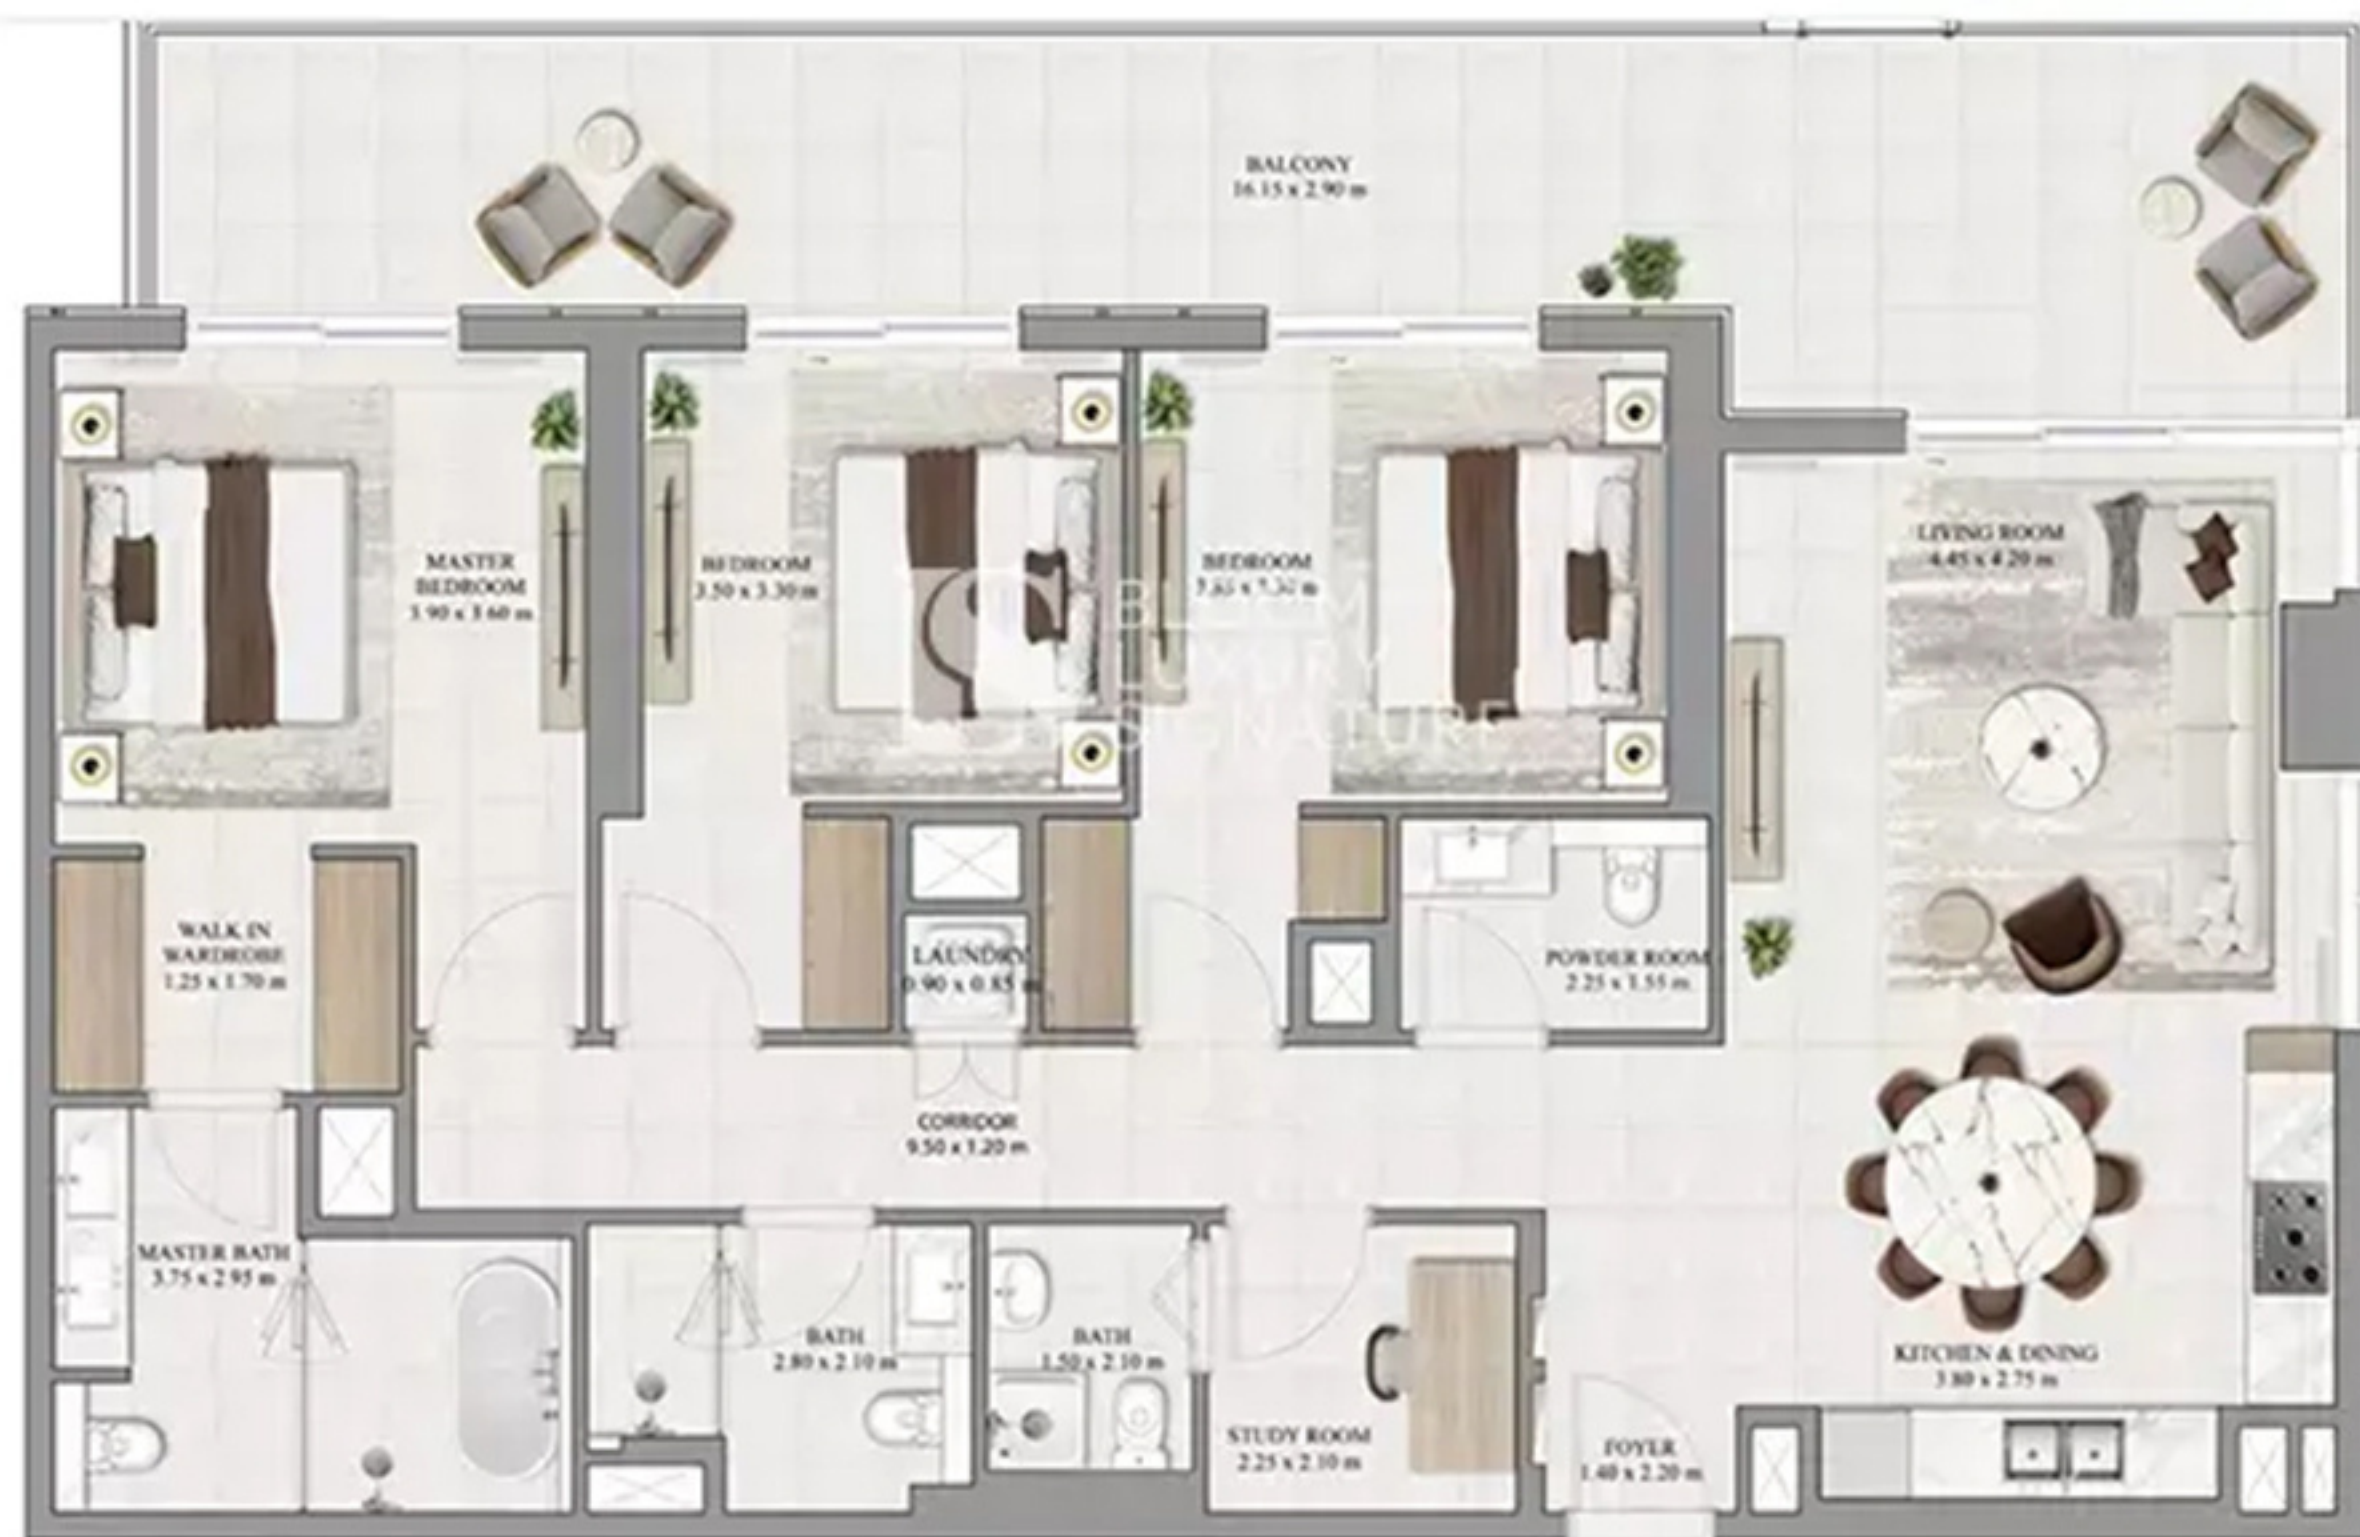 BALCONY
16.15 x 2.90 m
MASTER
BEDROOM
3.90 x 3.60 m
BEDROOM
3.50 x 3.30 m
BEDROOM
LIVING ROOM
4.45 x 4.20 m
LUXURY
SIGNATURE
WALK IN
WARDROBE
1.25 x 1.70 m
LAUNDRY
0.90 x 0.85 m
POWDER ROOM
2.25 x 1.55 m
CORRIDOR
9.50 x 1.20 m
MASTER BATH
3.75 x 2.95 m
BATH
2.80 x 2.10 m
BATH
1.50 x 2.10 m
STUDY ROOM
2.25 x 2.10 m
FOYER
1.40 x 2.20 m
KITCHEN & DINING
3.80 x 2.75 m